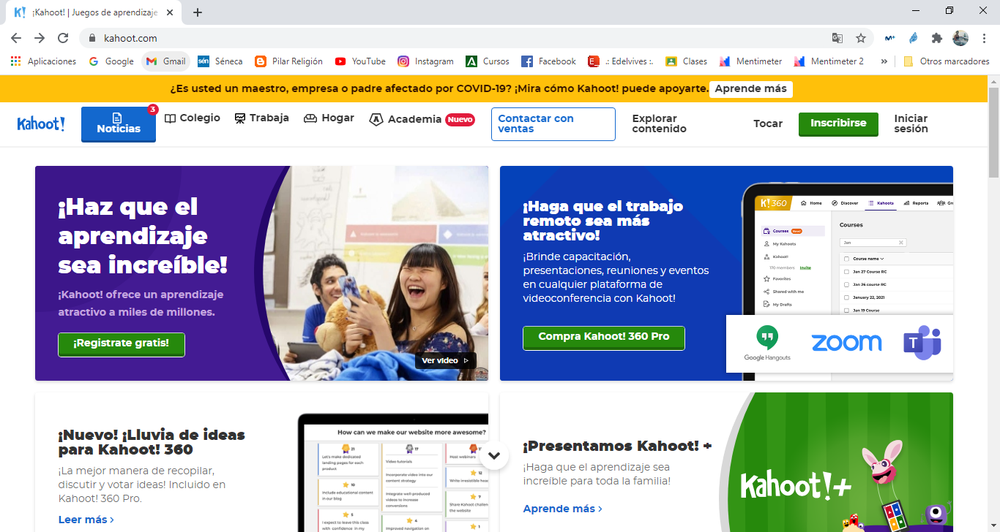 ¡Kahoot! | Juegos de aprendizaje
kahoot.com
Aplicaciones Google Gmail sén Séneca Pilar Religión YouTube Instagram Cursos Facebook .: Edelvives :. Clases Mentimeter Mentimeter 2 » Otros marcadores
¿Es usted un maestro, empresa o padre afectado por COVID-19? ¡Mira cómo Kahoot! puede apoyarte. Aprende más
Kahoot!
3
Noticias
Colegio
Trabaja
Hogar
Academia Nuevo
Contactar con
ventas
Explorar
contenido
Tocar
Inscribirse
Iniciar
sesión
¡Haz que el
aprendizaje
sea increíble!
¡Kahoot! ofrece un aprendizaje
atractivo a miles de millones.
¡Registrate gratis!
Ver video
¡Haga que el trabajo
remoto sea más
atractivo!
¡Brinde capacitación,
presentaciones, reuniones y eventos
en cualquier plataforma de
videoconferencia con Kahoot!
Compra Kahoot! 360 Pro
K! 360 Home Discover Kahoots Reports
Courses New!
My Kahoots
Kahoot!
170 members Invite
Favorites
Shared with me
My Drafts
Courses
Jan
Course name
Jan 27 Course RC
Jan 26 course RC
January 22, 2021
Jan 19 Course
Google Hangouts
zoom
T
¡Nuevo! ¡Lluvia de ideas
para Kahoot! 360
¡La mejor manera de recopilar,
discutir y votar ideas! Incluido en
Kahoot! 360 Pro.
Leer más ›
How can we make our website more awesome?
21
Let's make dedicated
landing pages for each
product
10
Include educational content
in our blog
5
I expect to leave this class
with confidence in my
17
Video tutorials
Incorporate video into our
content strategy
Integrate well-produced
videos to increase
conversions
4
Improved navigation on
Host webinars
12
Write irresistible
7
Share Kahoot
the website
1
¡Presentamos Kahoot! +
¡Haga que el aprendizaje sea
increíble para toda la familia!
Aprende más ›
Kahoot!+